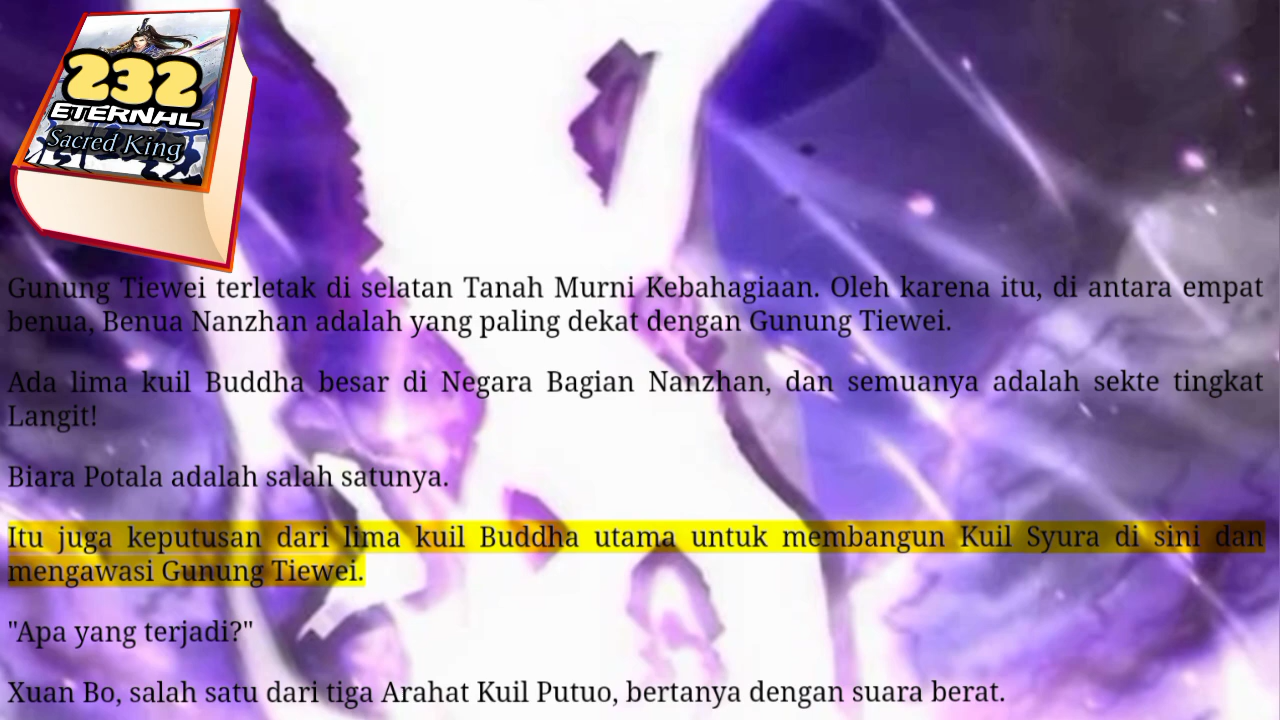 232
ETERNAL
Sacred King
Gunung Tiewei terletak di selatan Tanah Murni Kebahagiaan. Oleh karena itu, di antara empat
benua, Benua Nanzhan adalah yang paling dekat dengan Gunung Tiewei.
Ada lima kuil Buddha besar di Negara Bagian Nanzhan, dan semuanya adalah sekte tingkat
Langit!
Biara Potala adalah salah satunya.
Itu juga keputusan dari lima kuil Buddha utama untuk membangun Kuil Syura di sini dan
mengawasi Gunung Tiewei.
"Apa yang terjadi?"
Xuan Bo, salah satu dari tiga Arahat Kuil Putuo, bertanya dengan suara berat.